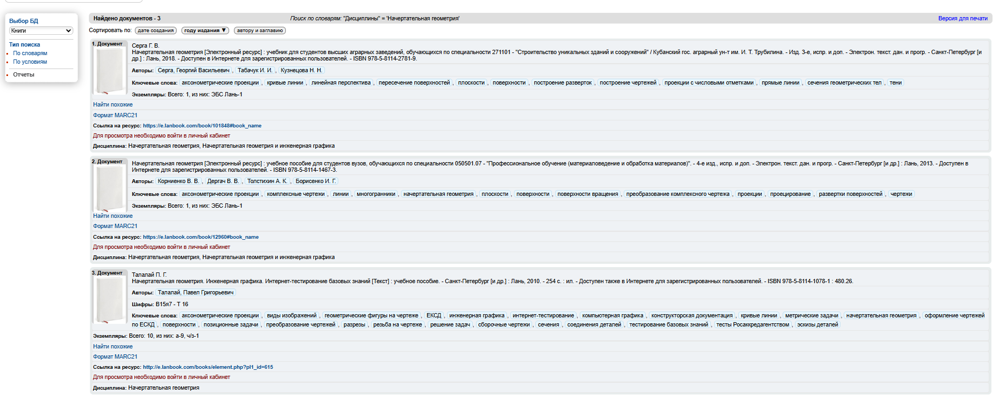 Выбор БД
Книги
Тип поиска
По словарям
По условиям
Отчеты
Найдено документов - 3 Поиск по словарям: "Дисциплины" = 'Начертательная геометрия' Версия для печати
Сортировать по: дате создания году издания ▼ автору и заглавию
1. Документ
Серга Г. В.
Начертательная геометрия [Электронный ресурс] : учебник для студентов высших аграрных заведений, обучающихся по специальности 271101 - "Строительство уникальных зданий и сооружений" / Кубанский гос. аграрный ун-т им. И. Т. Трубилина. - Изд. 3-е, испр. и доп. - Электрон. текст. дан. и прогр. - Санкт-Петербург [и
др.] : Лань, 2018. - Доступен в Интернете для зарегистрированных пользователей. - ISBN 978-5-8114-2781-9.
Авторы: Серга, Георгий Васильевич , Табачук И. И. , Кузнецова Н. Н.
Ключевые слова: аксонометрические проекции , кривые линии , линейная перспектива , пересечение поверхностей , плоскости , поверхности , построение разверток , построение чертежей , проекции с числовыми отметками , прямые линии , сечения геометрических тел , тени
Экземпляры: Всего: 1, из них: ЭБС Лань-1
Найти похожие
Формат MARC21
Ссылка на ресурс: https://e.lanbook.com/book/101848#book_name
Для просмотра необходимо войти в личный кабинет
Дисциплина: Начертательная геометрия, Начертательная геометрия и инженерная графика
2. Документ
Начертательная геометрия [Электронный ресурс] : учебное пособие для студентов вузов, обучающихся по специальности 050501.07 - "Профессиональное обучение (материаловедение и обработка материалов)". - 4-е изд., испр. и доп. - Электрон. текст. дан. и прогр. - Санкт-Петербург [и др.] : Лань, 2013. - Доступен в
Интернете для зарегистрированных пользователей. - ISBN 978-5-8114-1467-3.
Авторы: Корниенко В. В. , Дергач В. В. , Толстихин А. К. , Борисенко И. Г.
Ключевые слова: аксонометрические проекции , комплексные чертежи , линии , многогранники , начертательная геометрия , плоскости , поверхности , поверхности вращения , преобразование комплексного чертежа , проекции , проецирование , развертки поверхностей , чертежи
Экземпляры: Всего: 1, из них: ЭБС Лань-1
Найти похожие
Формат MARC21
Ссылка на ресурс: https://e.lanbook.com/book/12960#book_name
Для просмотра необходимо войти в личный кабинет
Дисциплина: Начертательная геометрия, Начертательная геометрия и инженерная графика
3. Документ
Талалай П. Г.
Начертательная геометрия. Инженерная графика. Интернет-тестирование базовых знаний [Текст] : учебное пособие. - Санкт-Петербург [и др.] : Лань, 2010. - 254 с. : ил. - Доступен также в Интернете для зарегистрированных пользователей. - ISBN 978-5-8114-1078-1 : 480.26.
Авторы: Талалай, Павел Григорьевич
Шифры: В15я7 - Т 16
Ключевые слова: аксонометрические проекции , виды изображений , геометрические фигуры на чертеже , ЕКСД , инженерная графика , интернет-тестирование , компьютерная графика , конструкторская документация , кривые линии , метрические задачи , начертательная геометрия , оформление чертежей
по ЕСКД , поверхности , позиционные задачи , преобразование чертежей , разрезы , резьба на чертеже , решение задач , сборочные чертежи , сечения , соединения деталей , тестирование базовых знаний , тесты Росаккредагентством , эскизы деталей
Экземпляры: Всего: 10, из них: а-9, ч/з-1
Найти похожие
Формат MARC21
Ссылка на ресурс: http://e.lanbook.com/books/element.php?pl1_id=615
Для просмотра необходимо войти в личный кабинет
Дисциплина: Начертательная геометрия